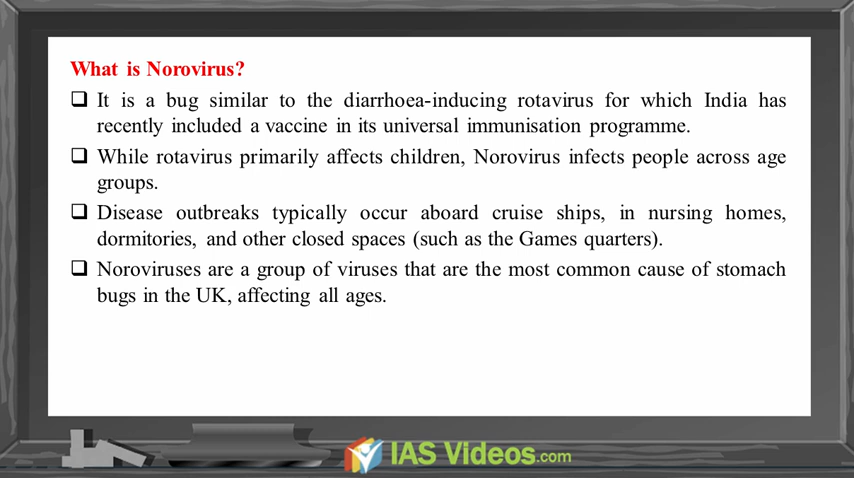 What is Norovirus?
❑ It is a bug similar to the diarrhoea-inducing rotavirus for which India has
recently included a vaccine in its universal immunisation programme.
❑ While rotavirus primarily affects children, Norovirus infects people across age
groups.
❑ Disease outbreaks typically occur aboard cruise ships, in nursing homes,
dormitories, and other closed spaces (such as the Games quarters).
❑ Noroviruses are a group of viruses that are the most common cause of stomach
bugs in the UK, affecting all ages.
IAS Videos.com